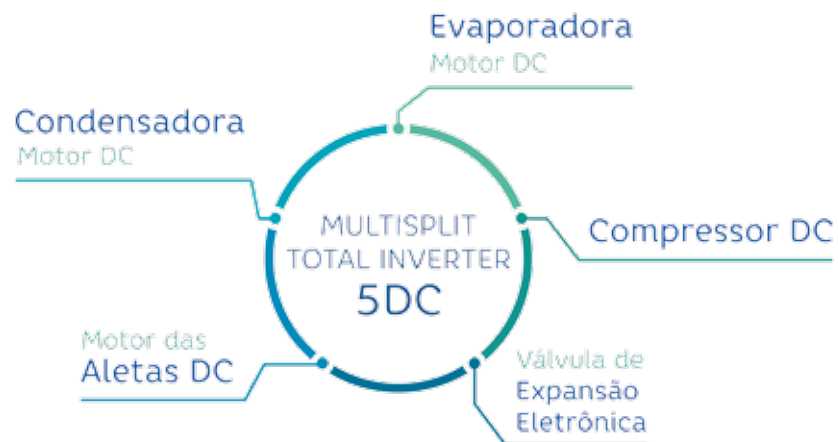 Evaporadora
Motor DC
Condensadora
Motor DC
MULTISPLIT
TOTAL INVERTER
5DC
Compressor DC
Motor das
Aletas DC
Válvula de
Expansão
Eletrônica